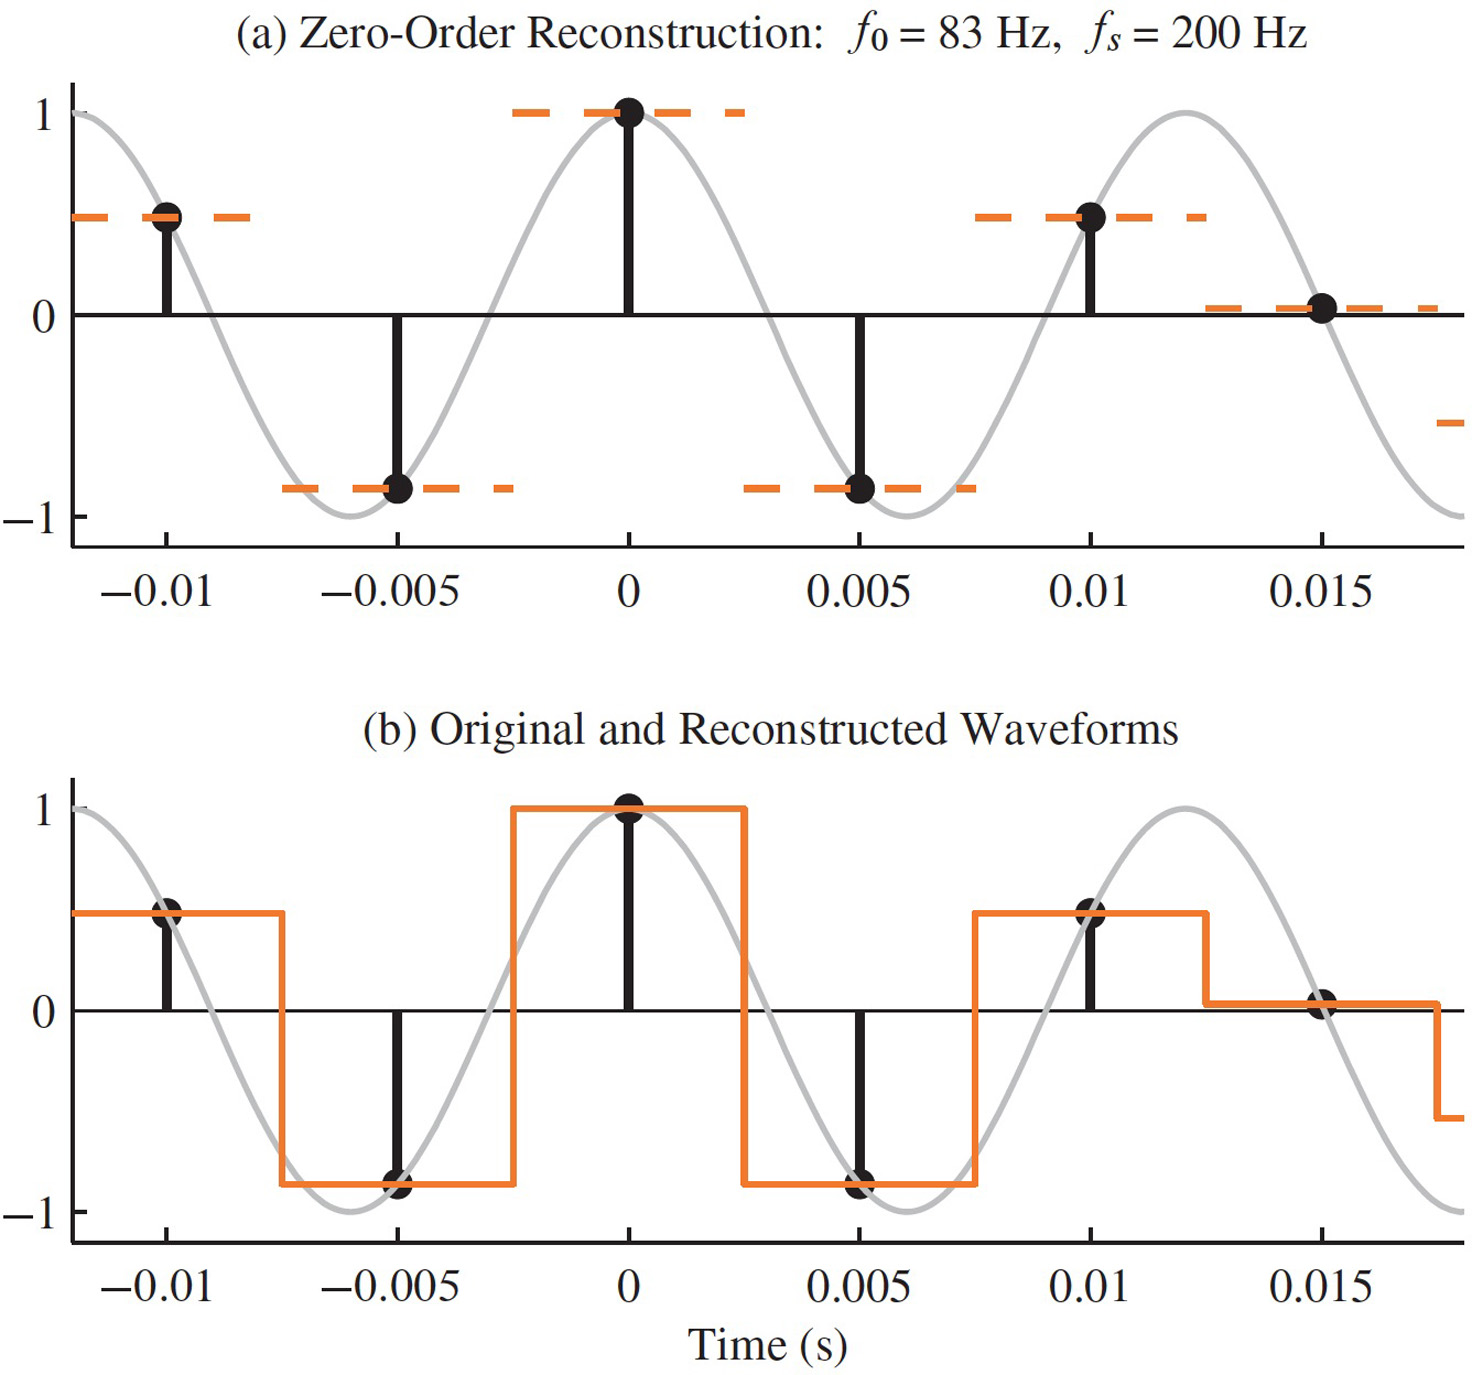 (a) Zero-Order Reconstruction: f0 = 83 Hz, fs = 200 Hz
1
0
−1
−0.01 −0.005 0 0.005 0.01 0.015
(b) Original and Reconstructed Waveforms
1
0
−1
−0.01 −0.005 0 0.005 0.01 0.015
Time (s)